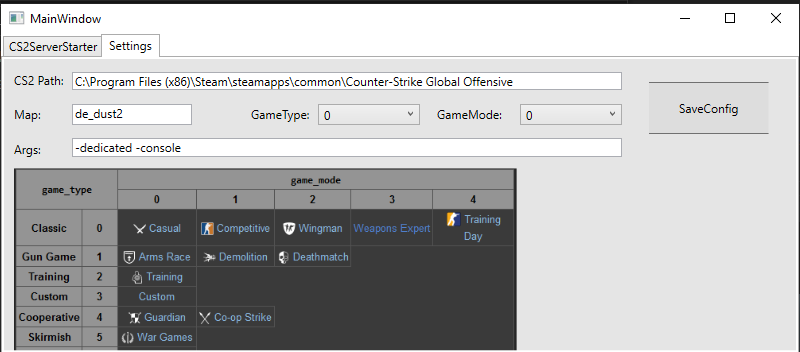 MainWindow
CS2ServerStarter Settings
CS2 Path: C:\Program Files (x86)\Steam\steamapps\common\Counter-Strike Global Offensive
SaveConfig
Map: de_dust2 GameType: 0 GameMode: 0
Args: -dedicated -console
game_type game_mode
0 1 2 3 4
Classic 0 Casual Competitive Wingman Weapons Expert Training Day
Gun Game 1 Arms Race Demolition Deathmatch
Training 2 Training
Custom 3 Custom
Cooperative 4 Guardian Co-op Strike
Skirmish 5 War Games